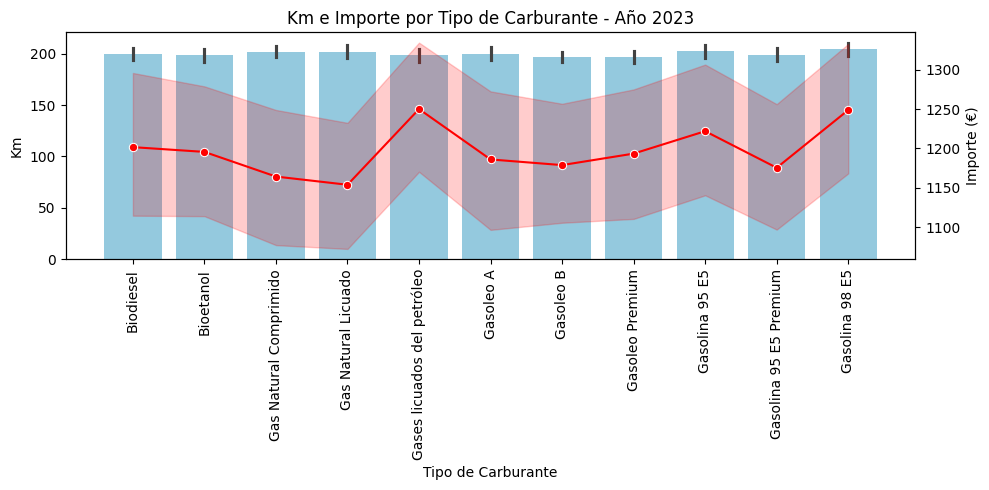 Km e Importe por Tipo de Carburante - Año 2023
Km
200
150
100
50
0
1300
1250
1200
1150
1100
Importe (€)
Biodiesel
Bioetanol
Gas Natural Comprimido
Gas Natural Licuado
Gases licuados del petróleo
Gasoleo A
Gasoleo B
Gasoleo Premium
Gasolina 95 E5
Gasolina 95 E5 Premium
Gasolina 98 E5
Tipo de Carburante